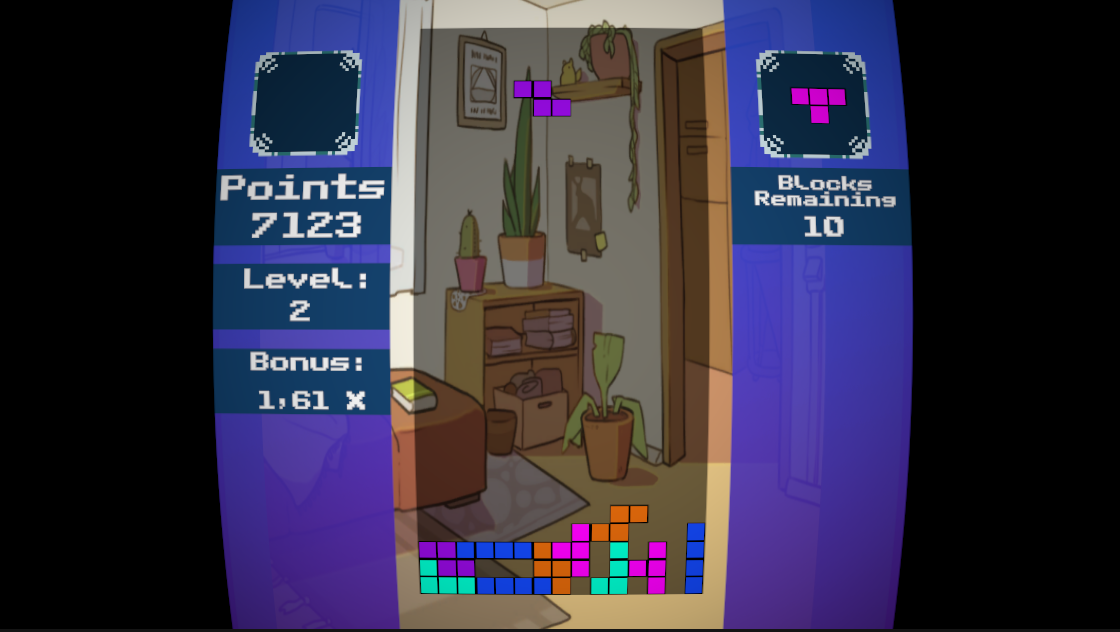 Points
7123
Level:
2
Bonus:
1,61 x
Blocks
Remaining
10